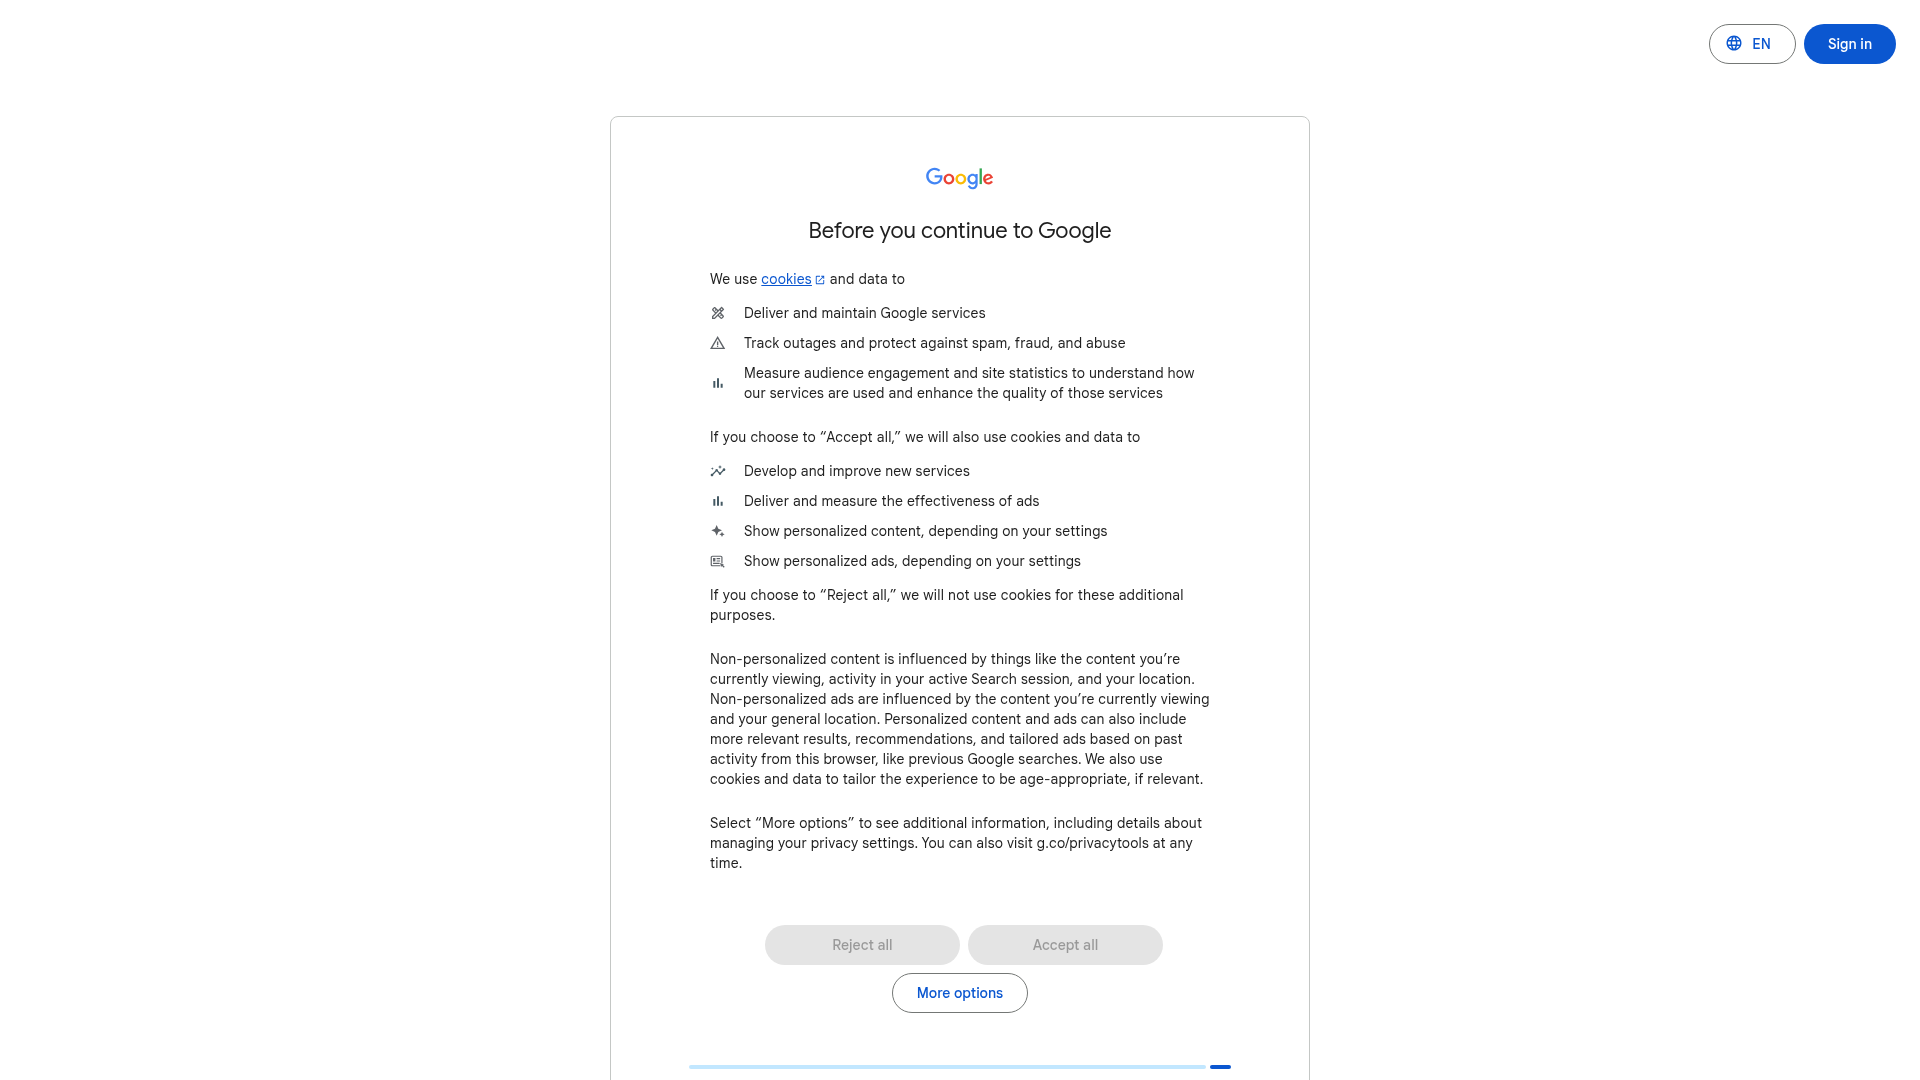 EN
Sign in
Google
Before you continue to Google
We use cookies and data to
Deliver and maintain Google services
Track outages and protect against spam, fraud, and abuse
Measure audience engagement and site statistics to understand how
our services are used and enhance the quality of those services
If you choose to “Accept all,” we will also use cookies and data to
Develop and improve new services
Deliver and measure the effectiveness of ads
Show personalized content, depending on your settings
Show personalized ads, depending on your settings
If you choose to “Reject all,” we will not use cookies for these additional
purposes.
Non-personalized content is influenced by things like the content you’re
currently viewing, activity in your active Search session, and your location.
Non-personalized ads are influenced by the content you’re currently viewing
and your general location. Personalized content and ads can also include
more relevant results, recommendations, and tailored ads based on past
activity from this browser, like previous Google searches. We also use
cookies and data to tailor the experience to be age-appropriate, if relevant.
Select “More options” to see additional information, including details about
managing your privacy settings. You can also visit g.co/privacytools at any
time.
Reject all
Accept all
More options